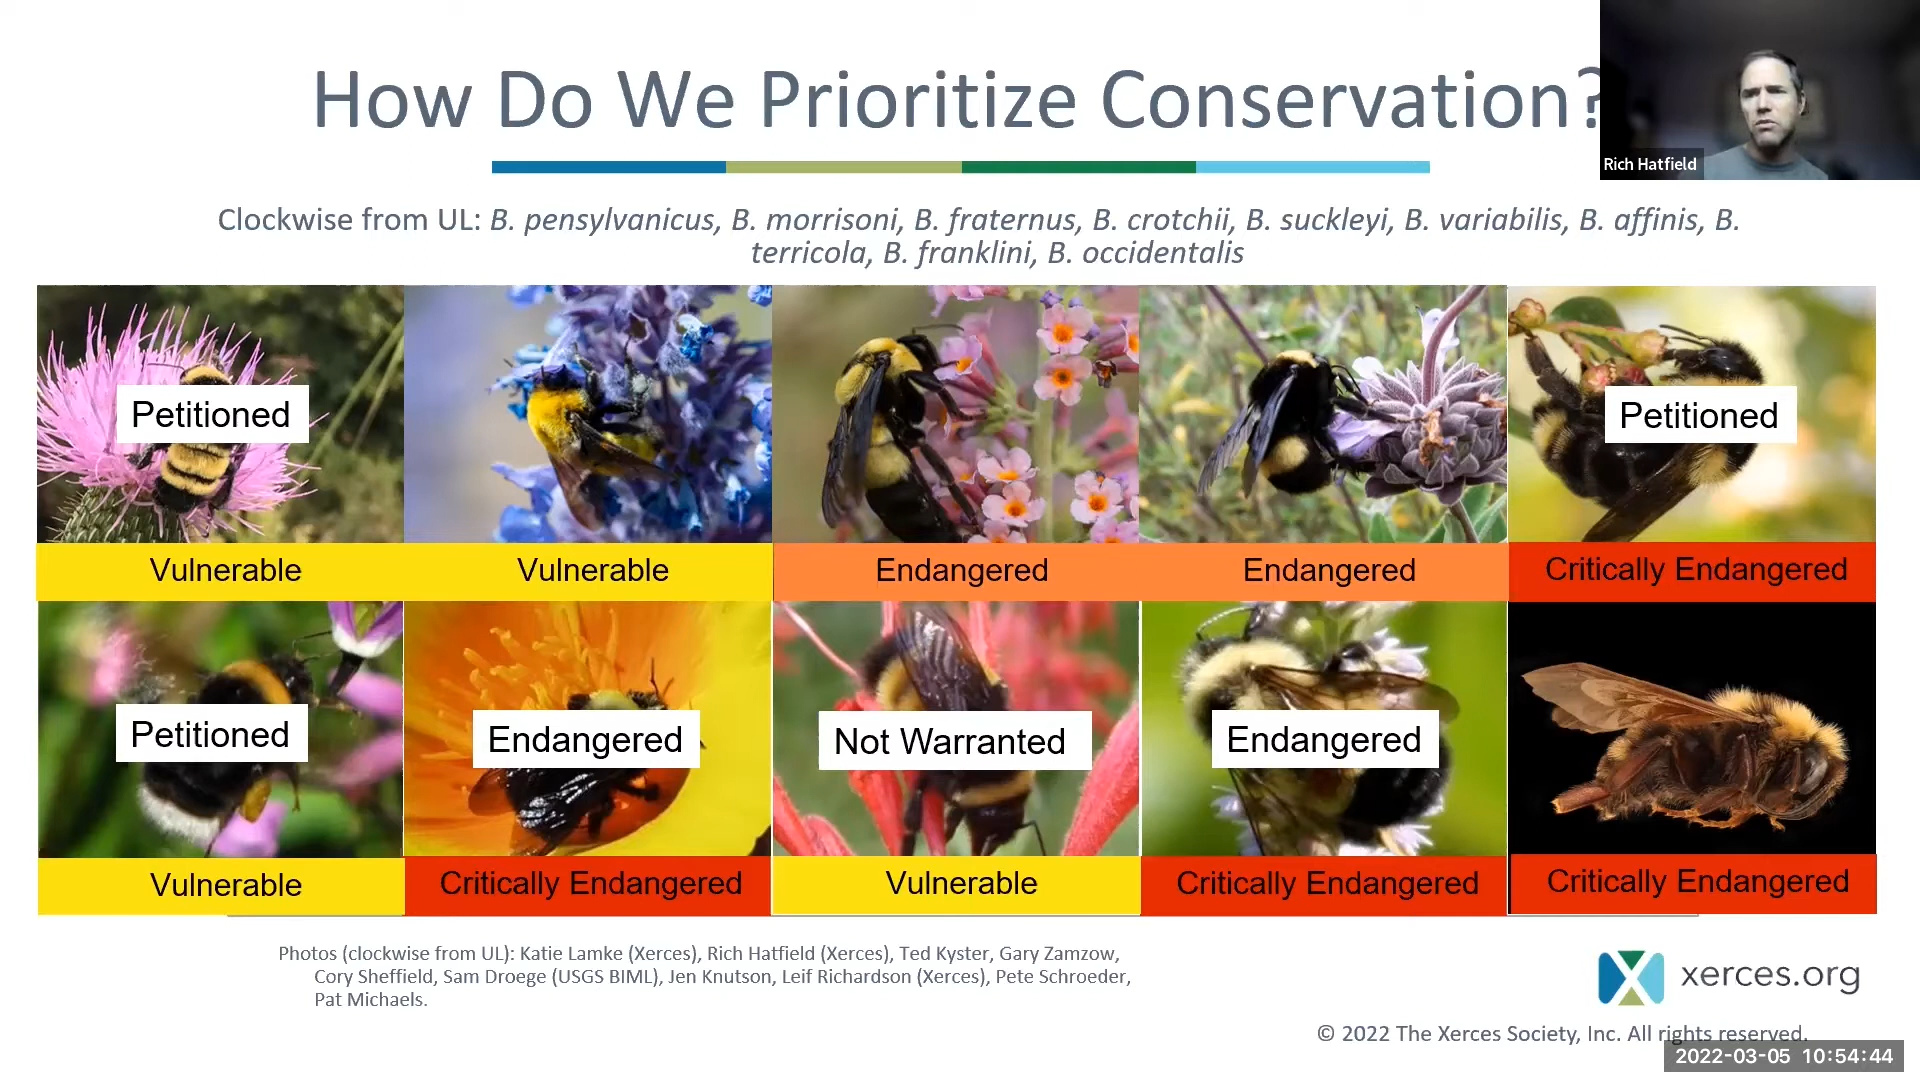 How Do We Prioritize Conservation?
Rich Hatfield
Clockwise from UL: B. pensylvanicus, B. morrisoni, B. fraternus, B. crotchii, B. suckleyi, B. variabilis, B. affinis, B.
terricola, B. franklini, B. occidentalis
Petitioned
Petitioned
Vulnerable
Vulnerable
Endangered
Endangered
Critically Endangered
Petitioned
Endangered
Not Warranted
Endangered
Vulnerable
Critically Endangered
Vulnerable
Critically Endangered
Critically Endangered
Photos (clockwise from UL): Katie Lamke (Xerces), Rich Hatfield (Xerces), Ted Kyster, Gary Zamzow,
Cory Sheffield, Sam Droege (USGS BIML), Jen Knutson, Leif Richardson (Xerces), Pete Schroeder,
Pat Michaels.
xerces.org
© 2022 The Xerces Society, Inc. All rights reserved.
2022-03-05 10:54:44